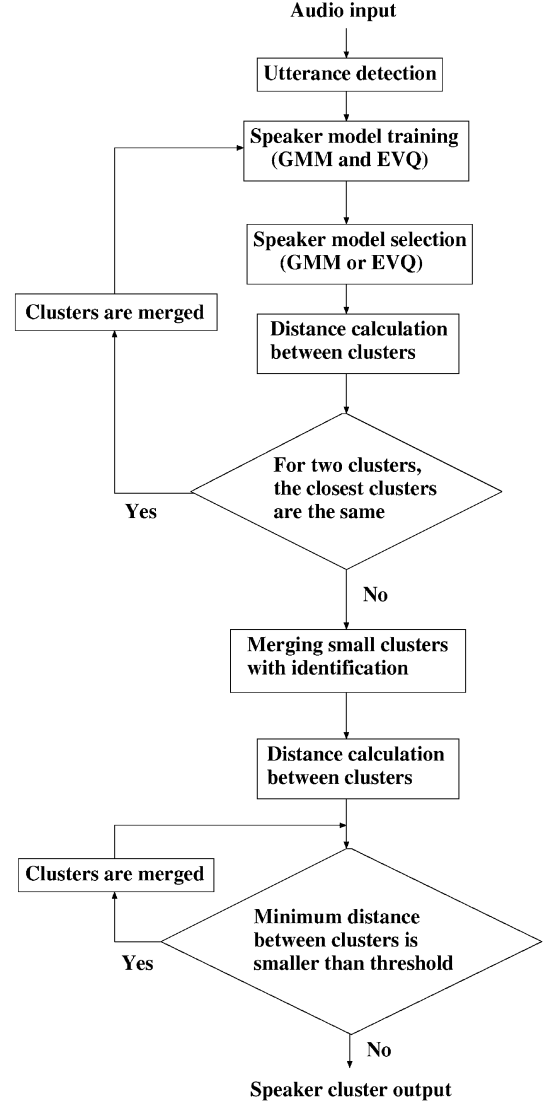 Audio input
Utterance detection
Speaker model training
(GMM and EVQ)
Speaker model selection
(GMM or EVQ)
Clusters are merged
Distance calculation
between clusters
For two clusters,
the closest clusters
are the same
Yes
No
Merging small clusters
with identification
Distance calculation
between clusters
Clusters are merged
Minimum distance
between clusters is
smaller than threshold
Yes
No
Speaker cluster output